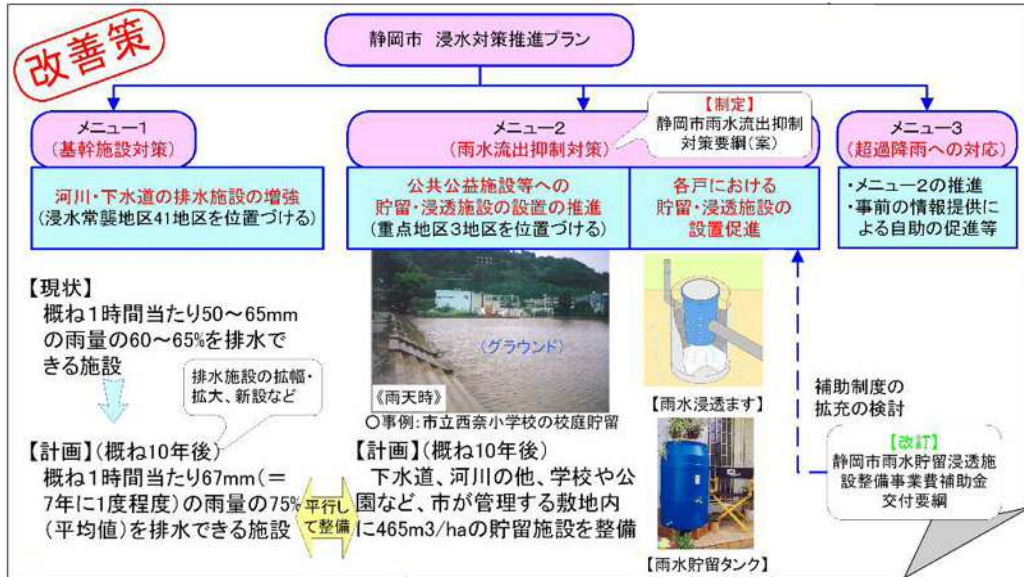 改善策
静岡市 浸水対策推進プラン
メニュー1
(基幹施設対策)
河川・下水道の排水施設の増強
(浸水常襲地区41地区を位置づける)
メニュー2
(雨水流出抑制対策)
【制定】
静岡市雨水流出抑制
対策要綱(案)
公共公益施設等への
貯留・浸透施設の設置の推進
(重点地区3地区を位置づける)
各戸における
貯留・浸透施設の
設置促進
メニュー3
(超過降雨への対応)
・メニュー2の推進
・事前の情報提供に
よる自助の促進等
【現状】
概ね1時間当たり50~65mm
の雨量の60~65%を排水で
きる施設
排水施設の拡幅・
拡大、新設など
【計画】(概ね10年後)
概ね1時間当たり67mm(=
7年に1度程度)の雨量の75%
(平均値)を排水できる施設
平行し
て整備
(グラウンド)
《雨天時》
○事例:市立西奈小学校の校庭貯留
【計画】(概ね10年後)
下水道、河川の他、学校や公
園など、市が管理する敷地内
に465m3/haの貯留施設を整備
【雨水浸透ます】
【雨水貯留タンク】
補助制度の
拡充の検討
【改訂】
静岡市雨水貯留浸透施
設整備事業費補助金
交付要綱